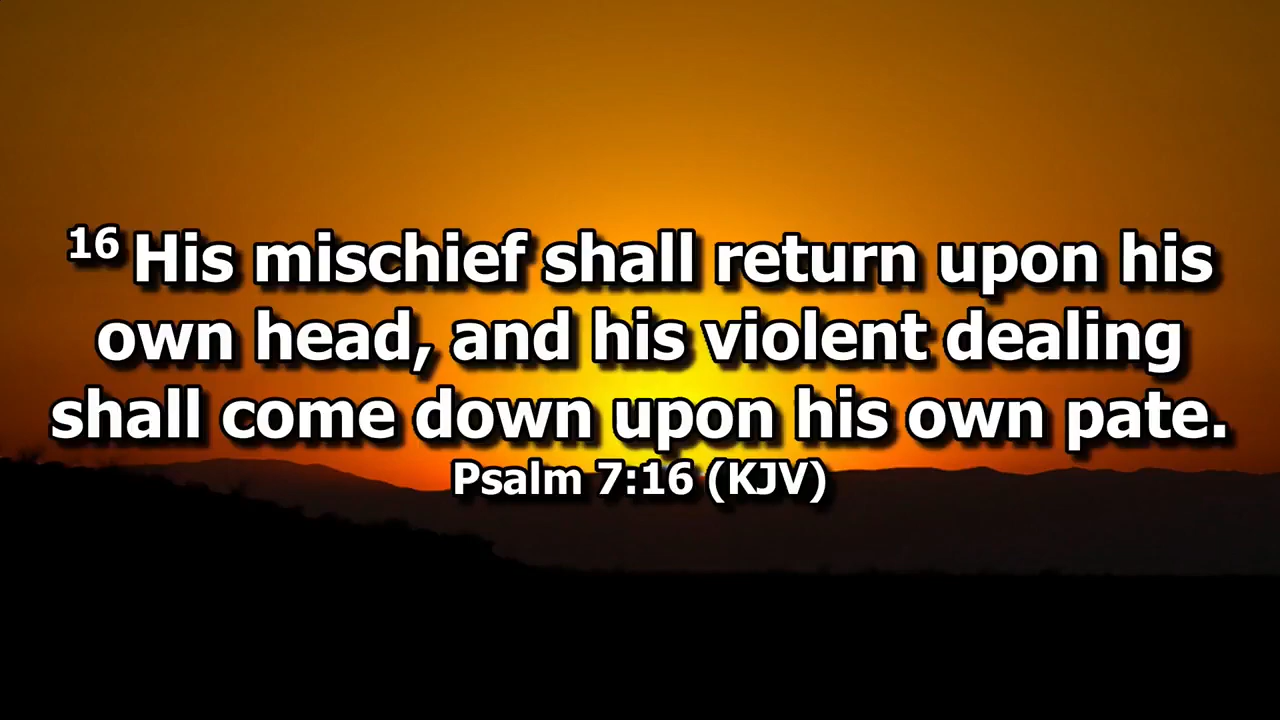 16 His mischief shall return upon his
own head, and his violent dealing
shall come down upon his own pate.
Psalm 7:16 (KJV)